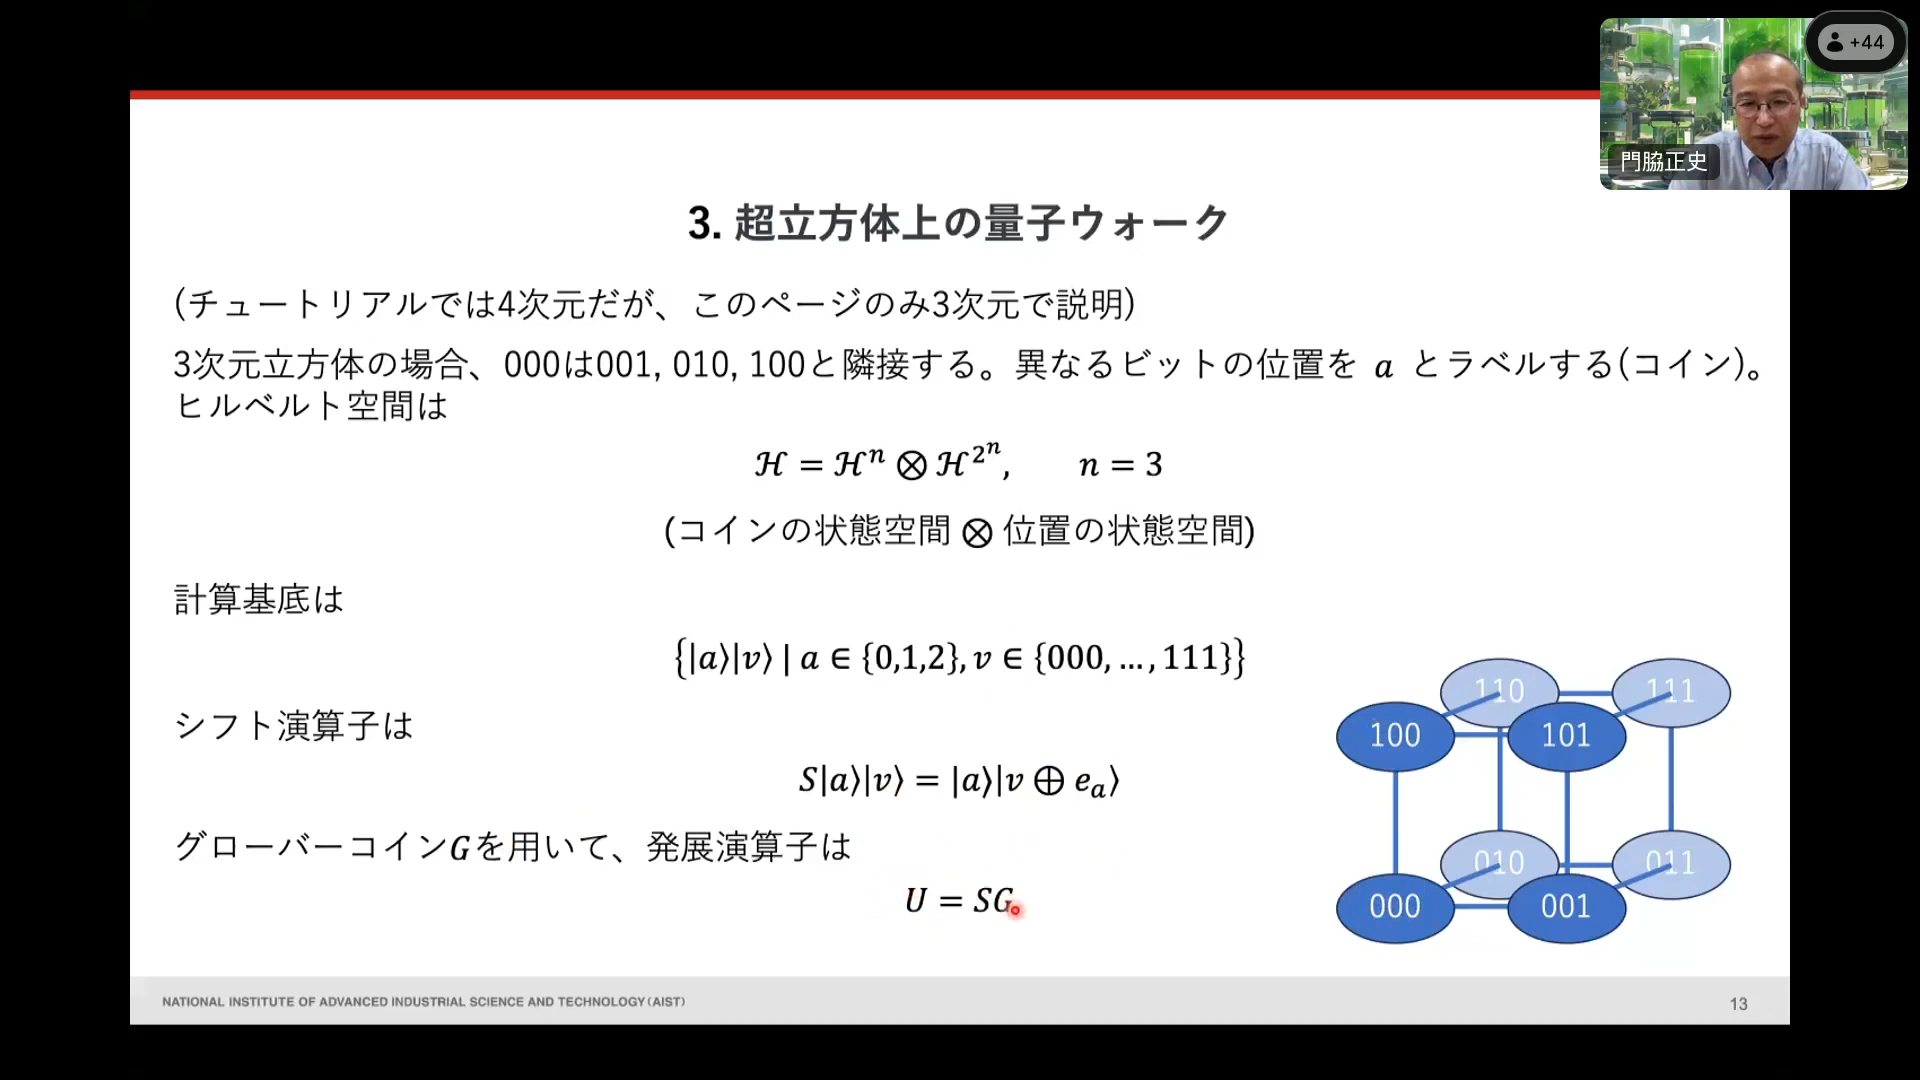 +44
門脇正史
3. 超立方体上の量子ウォーク
(チュートリアルでは4次元だが、このページのみ3次元で説明)
3次元立方体の場合、000は001, 010, 100と隣接する。異なるビットの位置を a とラベルする(コイン)。
ヒルベルト空間は
ℋ = ℋⁿ ⊗ ℋ^{2ⁿ}, n = 3
(コインの状態空間 ⊗ 位置の状態空間)
計算基底は
{|a⟩|v⟩ | a ∈ {0,1,2}, v ∈ {000, … , 111}}
シフト演算子は
S|a⟩|v⟩ = |a⟩|v ⊕ eₐ⟩
グローバーコインGを用いて、発展演算子は
U = SG
110 111
100 101
010 011
000 001
NATIONAL INSTITUTE OF ADVANCED INDUSTRIAL SCIENCE AND TECHNOLOGY (AIST)
13